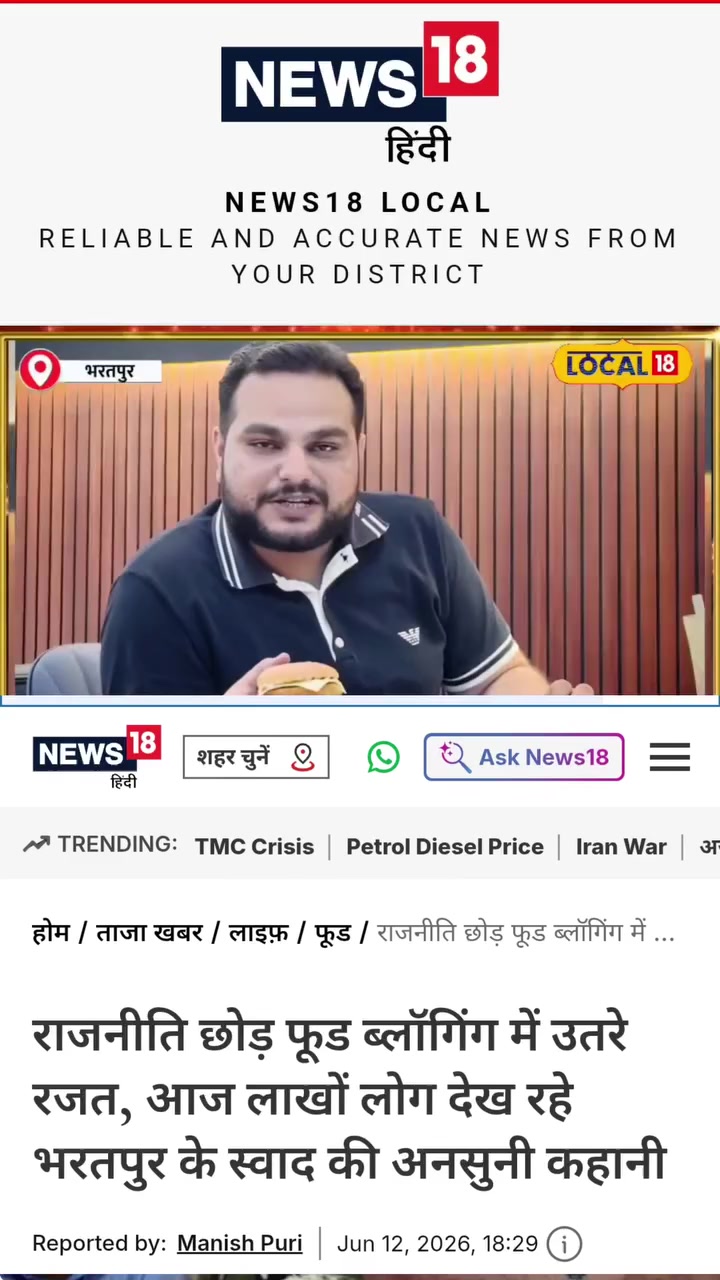 NEWS18
हिंदी
NEWS18 LOCAL
RELIABLE AND ACCURATE NEWS FROM
YOUR DISTRICT
भरतपुर
LOCAL 18
NEWS18
हिंदी
शहर चुनें
Ask News18
TRENDING: TMC Crisis | Petrol Diesel Price | Iran War |
होम / ताजा खबर / लाइफ़ / फूड / राजनीति छोड़ फूड ब्लॉगिंग में ...
राजनीति छोड़ फूड ब्लॉगिंग में उतरे
रजत, आज लाखों लोग देख रहे
भरतपुर के स्वाद की अनसुनी कहानी
Reported by: Manish Puri | Jun 12, 2026, 18:29